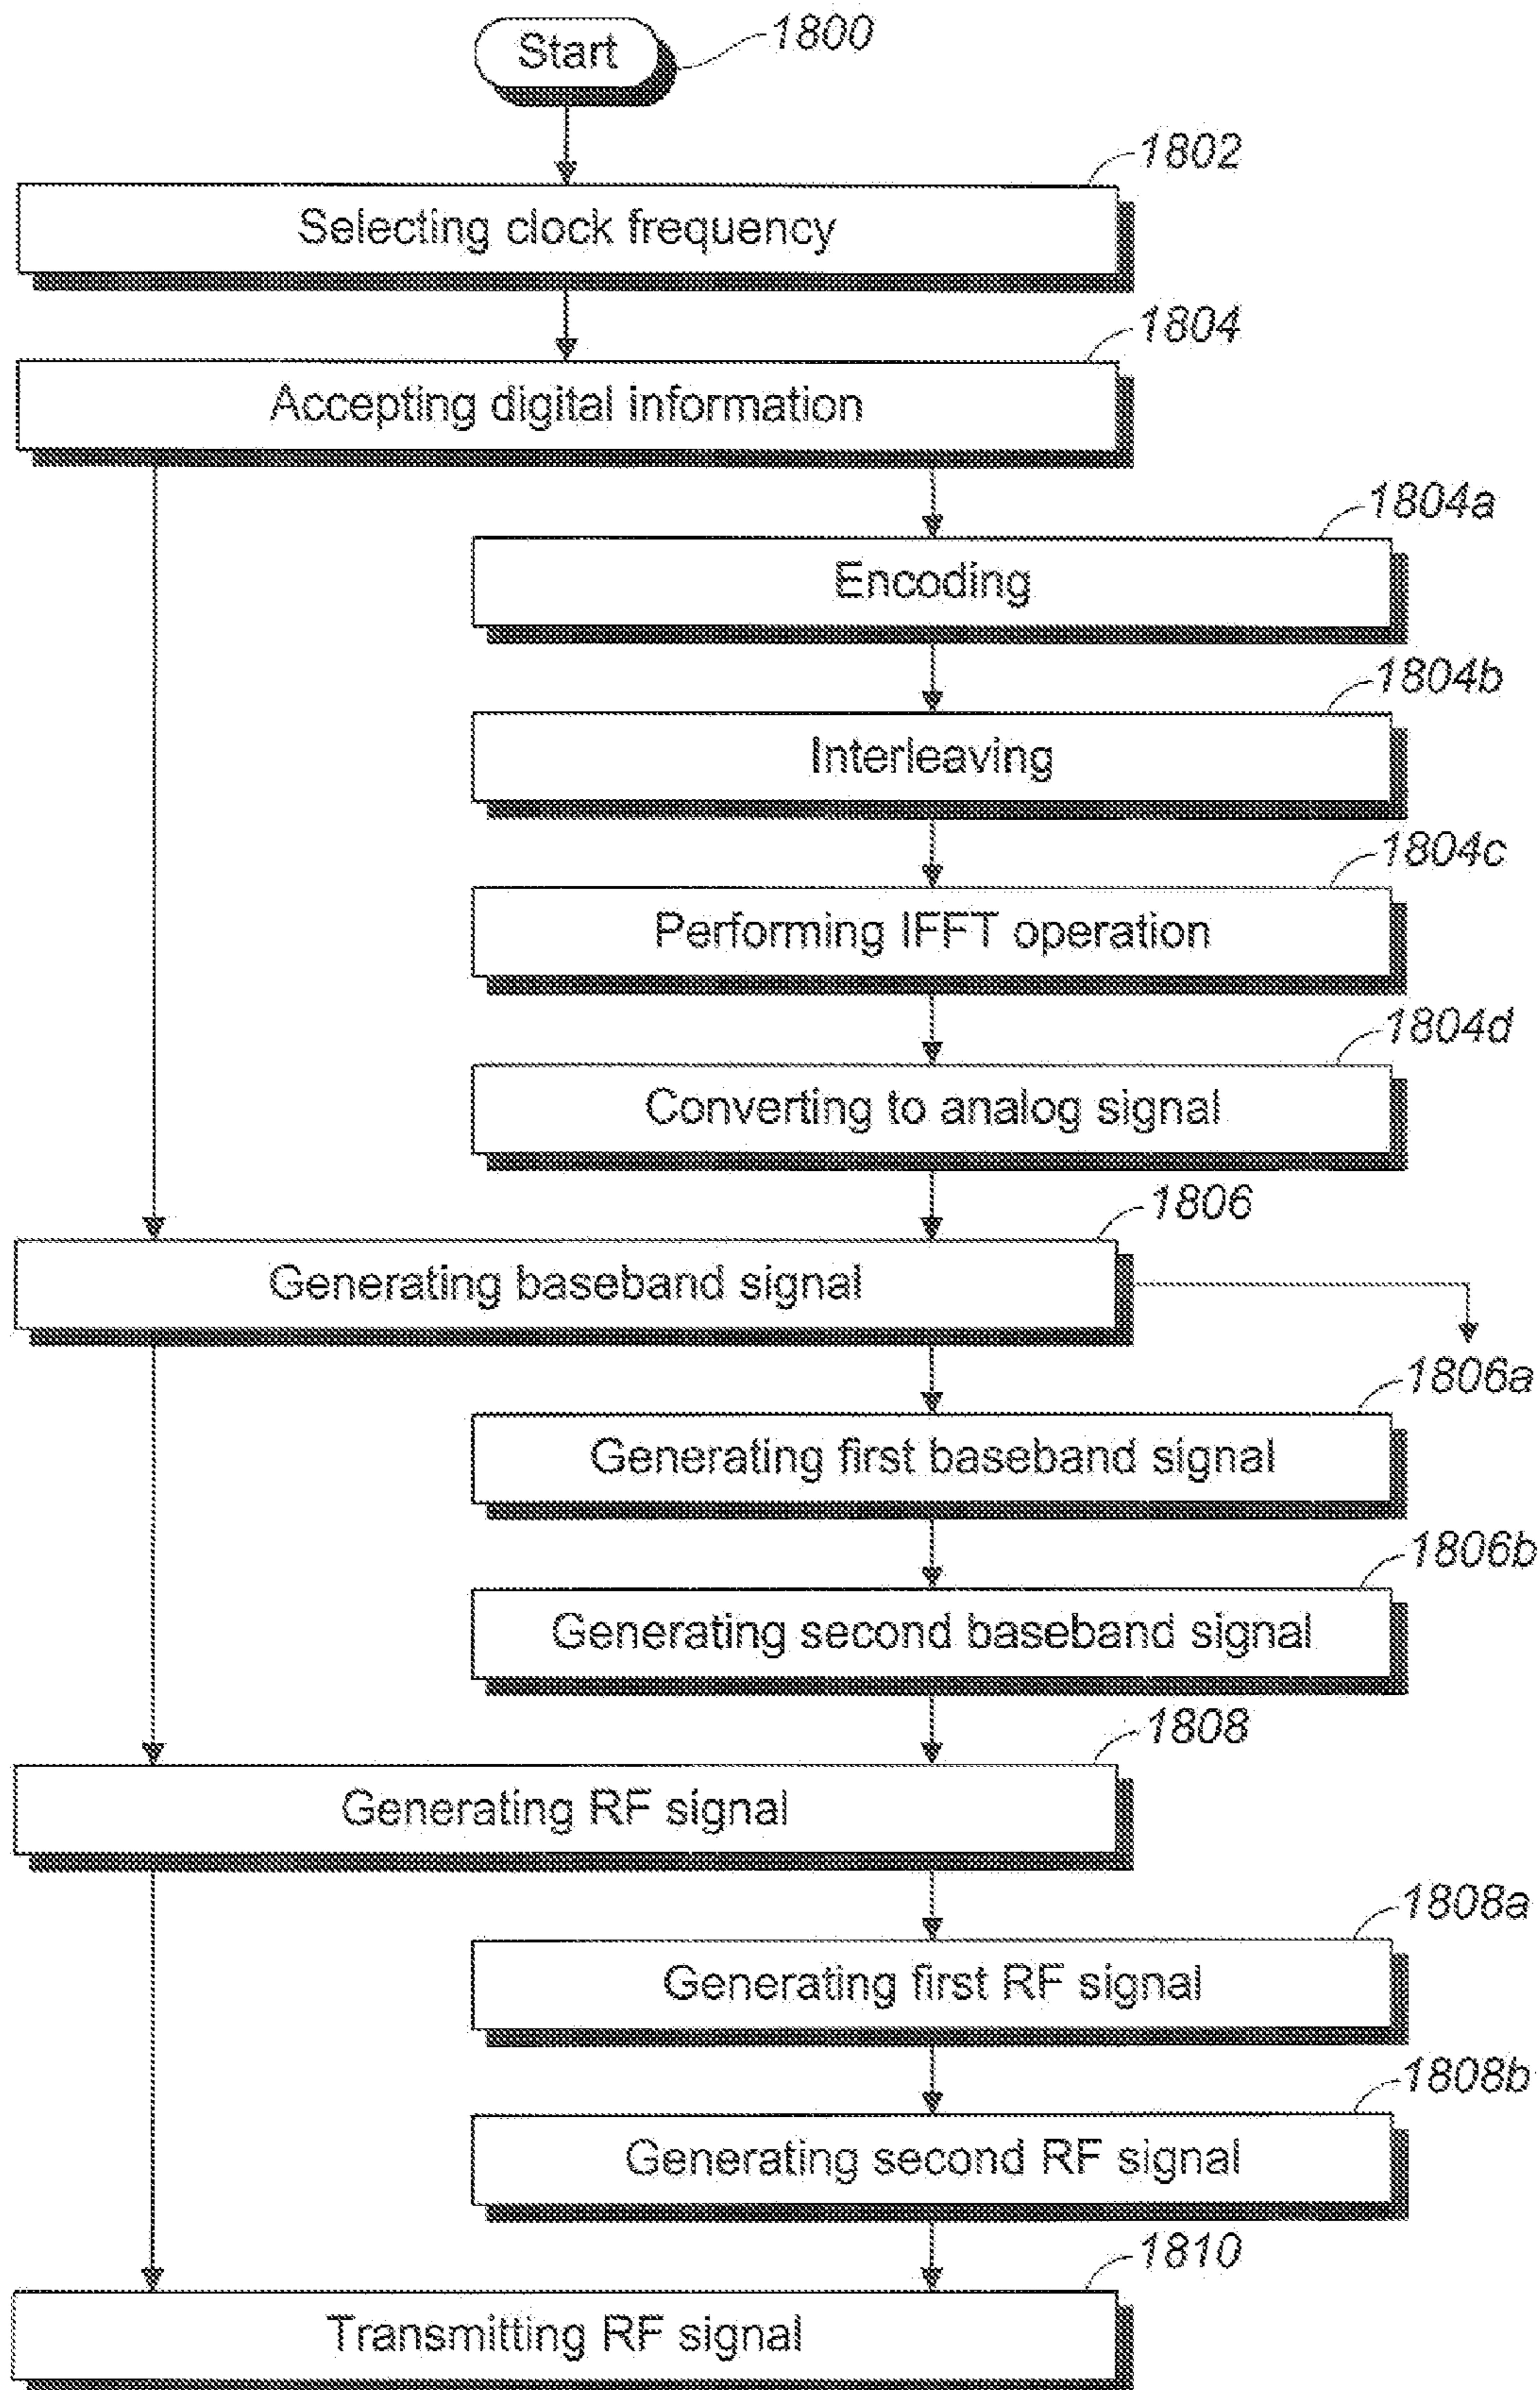 Start
1800
1802
Selecting clock frequency
1804
Accepting digital information
1804a
Encoding
1804b
Interleaving
1804c
Performing IFFT operation
1804d
Converting to analog signal
1806
Generating baseband signal
1806a
Generating first baseband signal
1806b
Generating second baseband signal
1808
Generating RF signal
1808a
Generating first RF signal
1808b
Generating second RF signal
1810
Transmitting RF signal